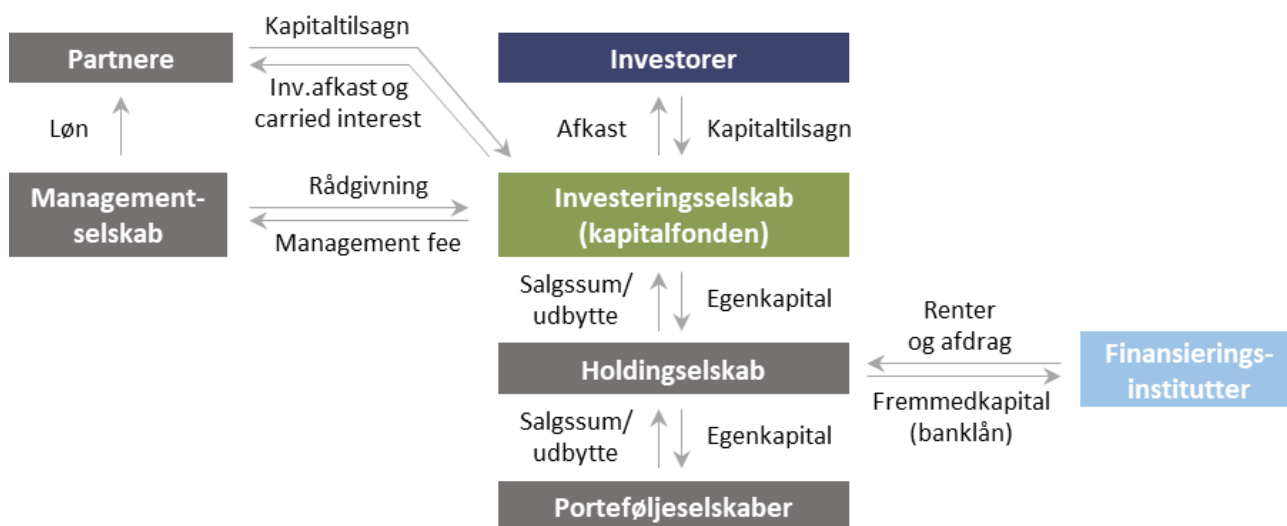 Partnere
Kapitaltilsagn
Inv.afkast og
carried interest
Investorer
Løn
Afkast
Kapitaltilsagn
Management-
selskab
Rådgivning
Management fee
Investeringsselskab
(kapitalfonden)
Salgssum/
udbytte
Egenkapital
Holdingselskab
Renter
og afdrag
Fremmedkapital
(banklån)
Finansierings-
institutter
Salgssum/
udbytte
Egenkapital
Porteføljeselskaber